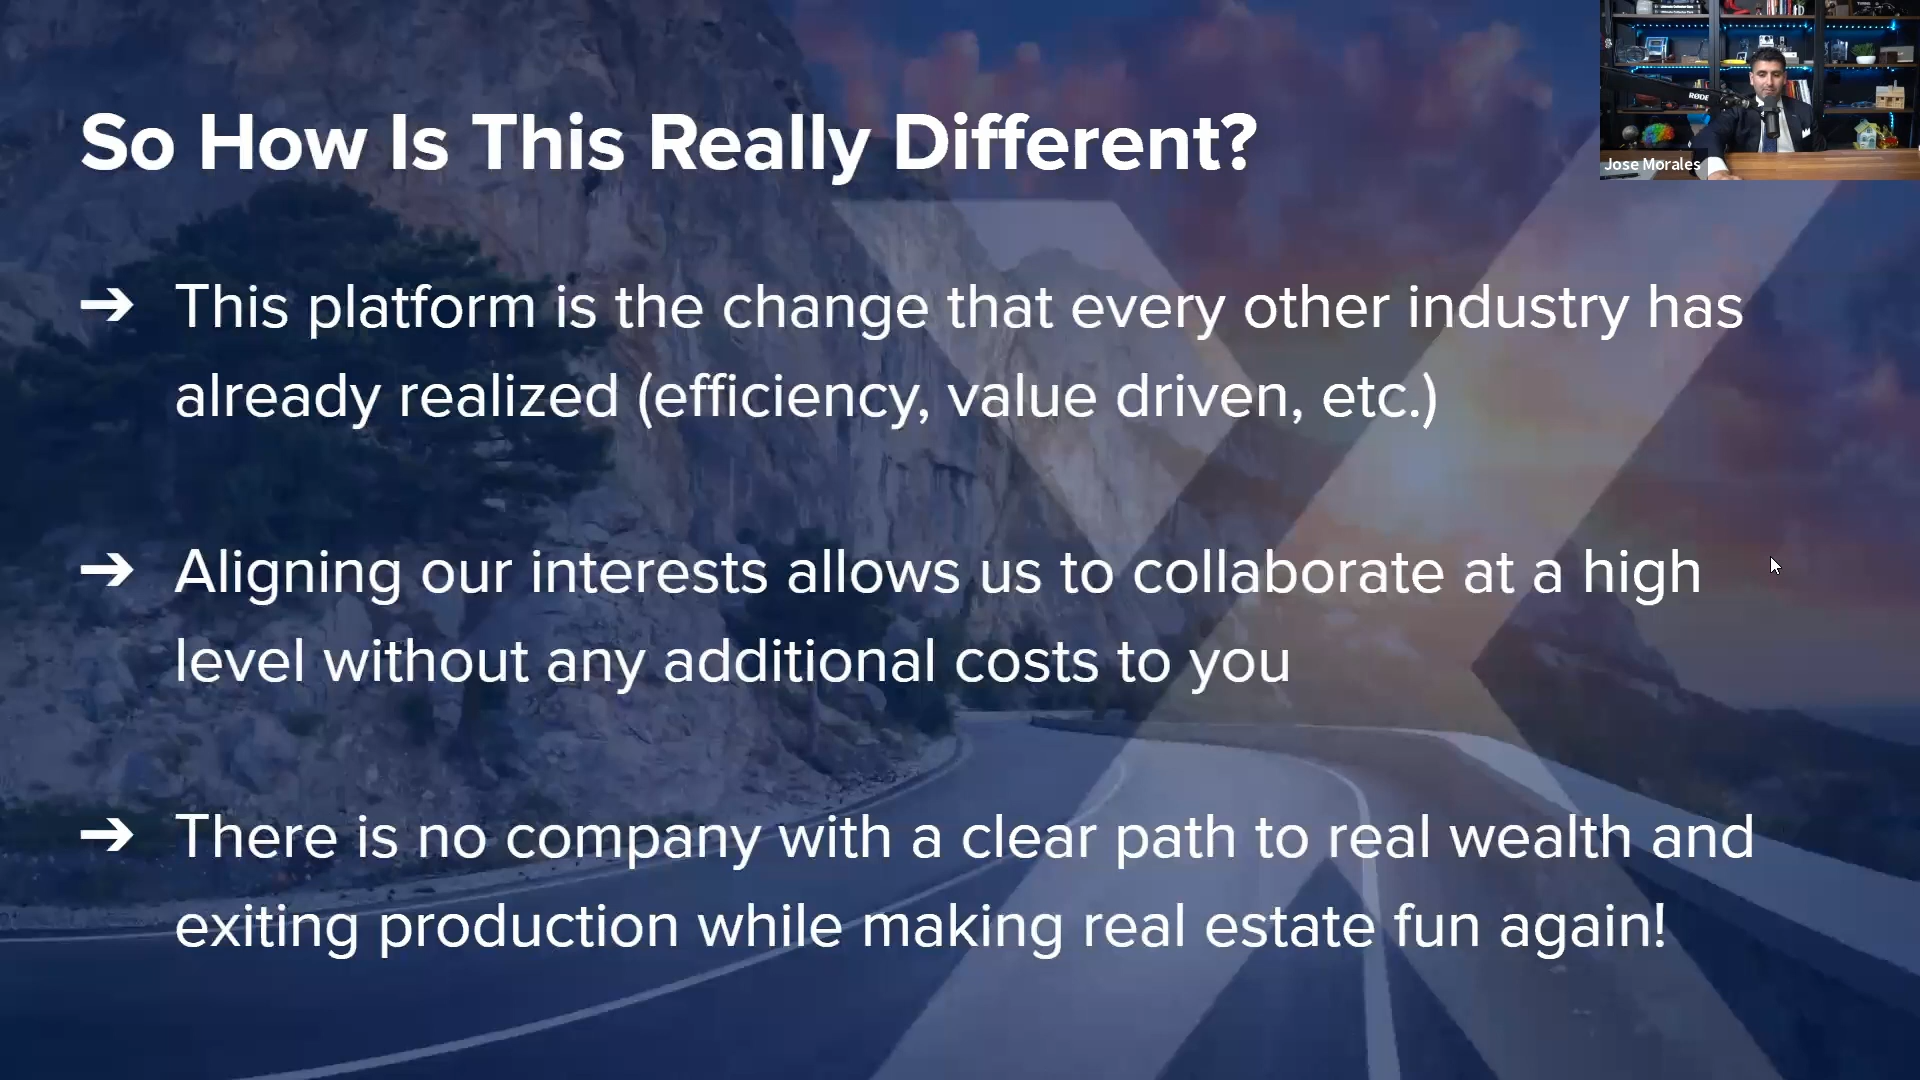 So How Is This Really Different?
RØDE
Jose Morales
➔ This platform is the change that every other industry has
already realized (efficiency, value driven, etc.)
➔ Aligning our interests allows us to collaborate at a high
level without any additional costs to you
➔ There is no company with a clear path to real wealth and
exiting production while making real estate fun again!